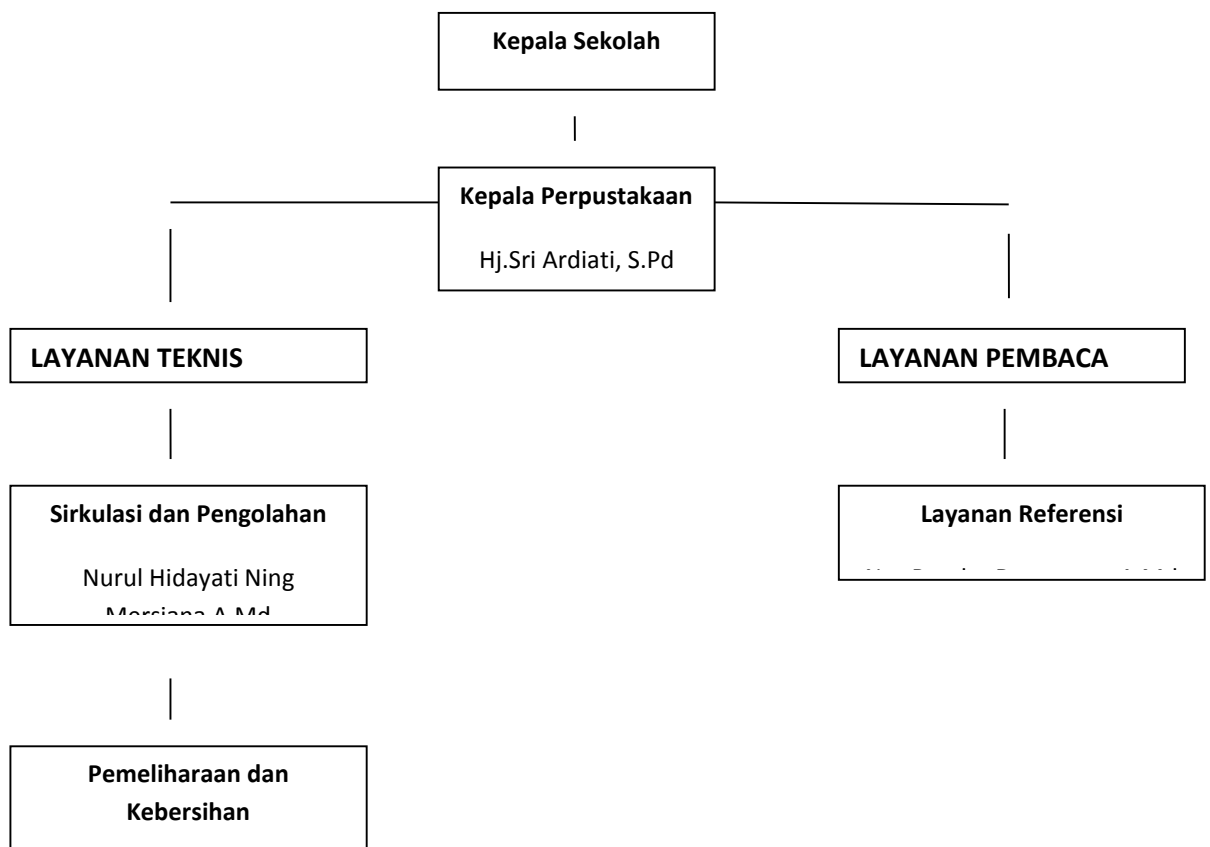 Kepala Sekolah
Kepala Perpustakaan
Hj.Sri Ardiati, S.Pd
LAYANAN TEKNIS
LAYANAN PEMBACA
Sirkulasi dan Pengolahan
Nurul Hidayati Ning
Layanan Referensi
Pemeliharaan dan
Kebersihan